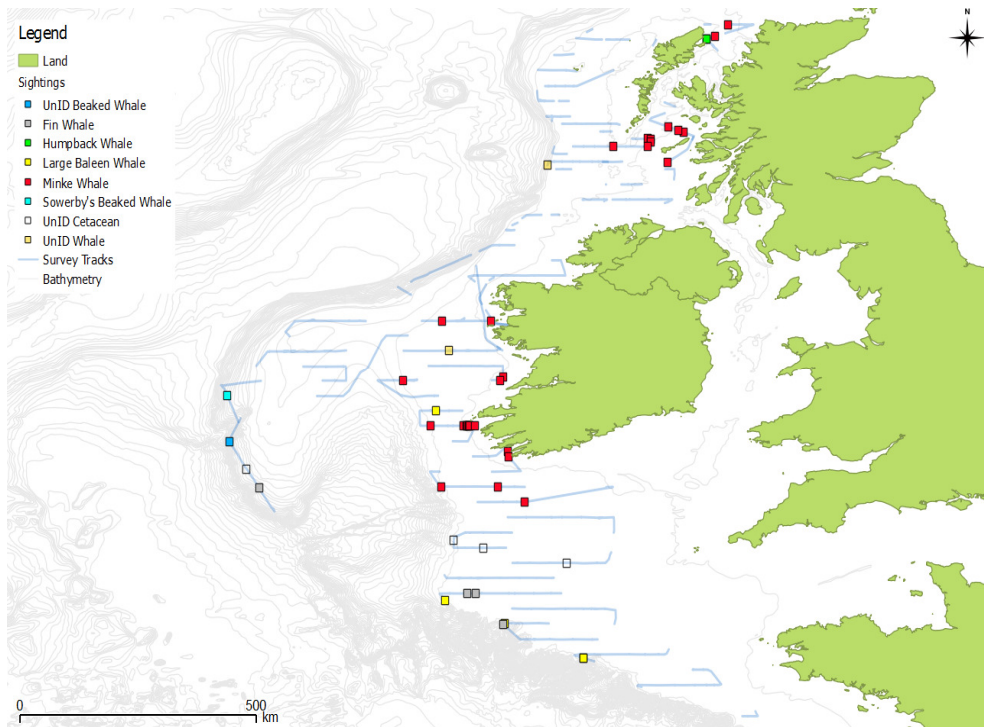 N
Legend
Land
Sightings
UnID Beaked Whale
Fin Whale
Humpback Whale
Large Baleen Whale
Minke Whale
Sowerby's Beaked Whale
UnID Cetacean
UnID Whale
Survey Tracks
Bathymetry
0 500
km